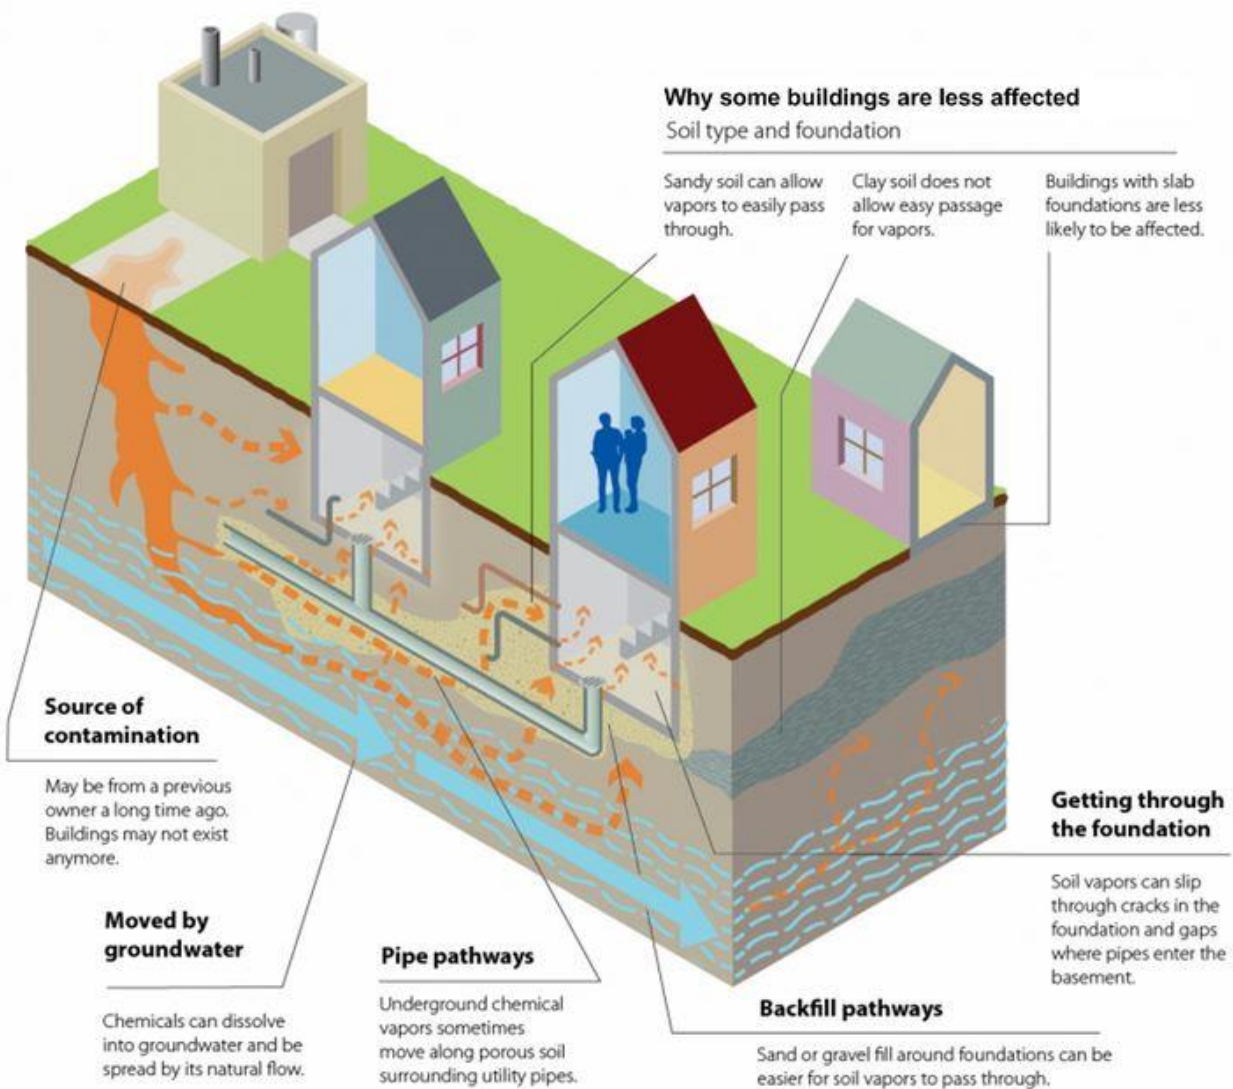 Why some buildings are less affected
Soil type and foundation
Sandy soil can allow
vapors to easily pass
through.
Clay soil does not
allow easy passage
for vapors.
Buildings with slab
foundations are less
likely to be affected.
Source of
contamination
May be from a previous
owner a long time ago.
Buildings may not exist
anymore.
Moved by
groundwater
Chemicals can dissolve
into groundwater and be
spread by its natural flow.
Pipe pathways
Underground chemical
vapors sometimes
move along porous soil
surrounding utility pipes.
Backfill pathways
Sand or gravel fill around foundations can be
easier for soil vapors to pass through.
Getting through
the foundation
Soil vapors can slip
through cracks in the
foundation and gaps
where pipes enter the
basement.